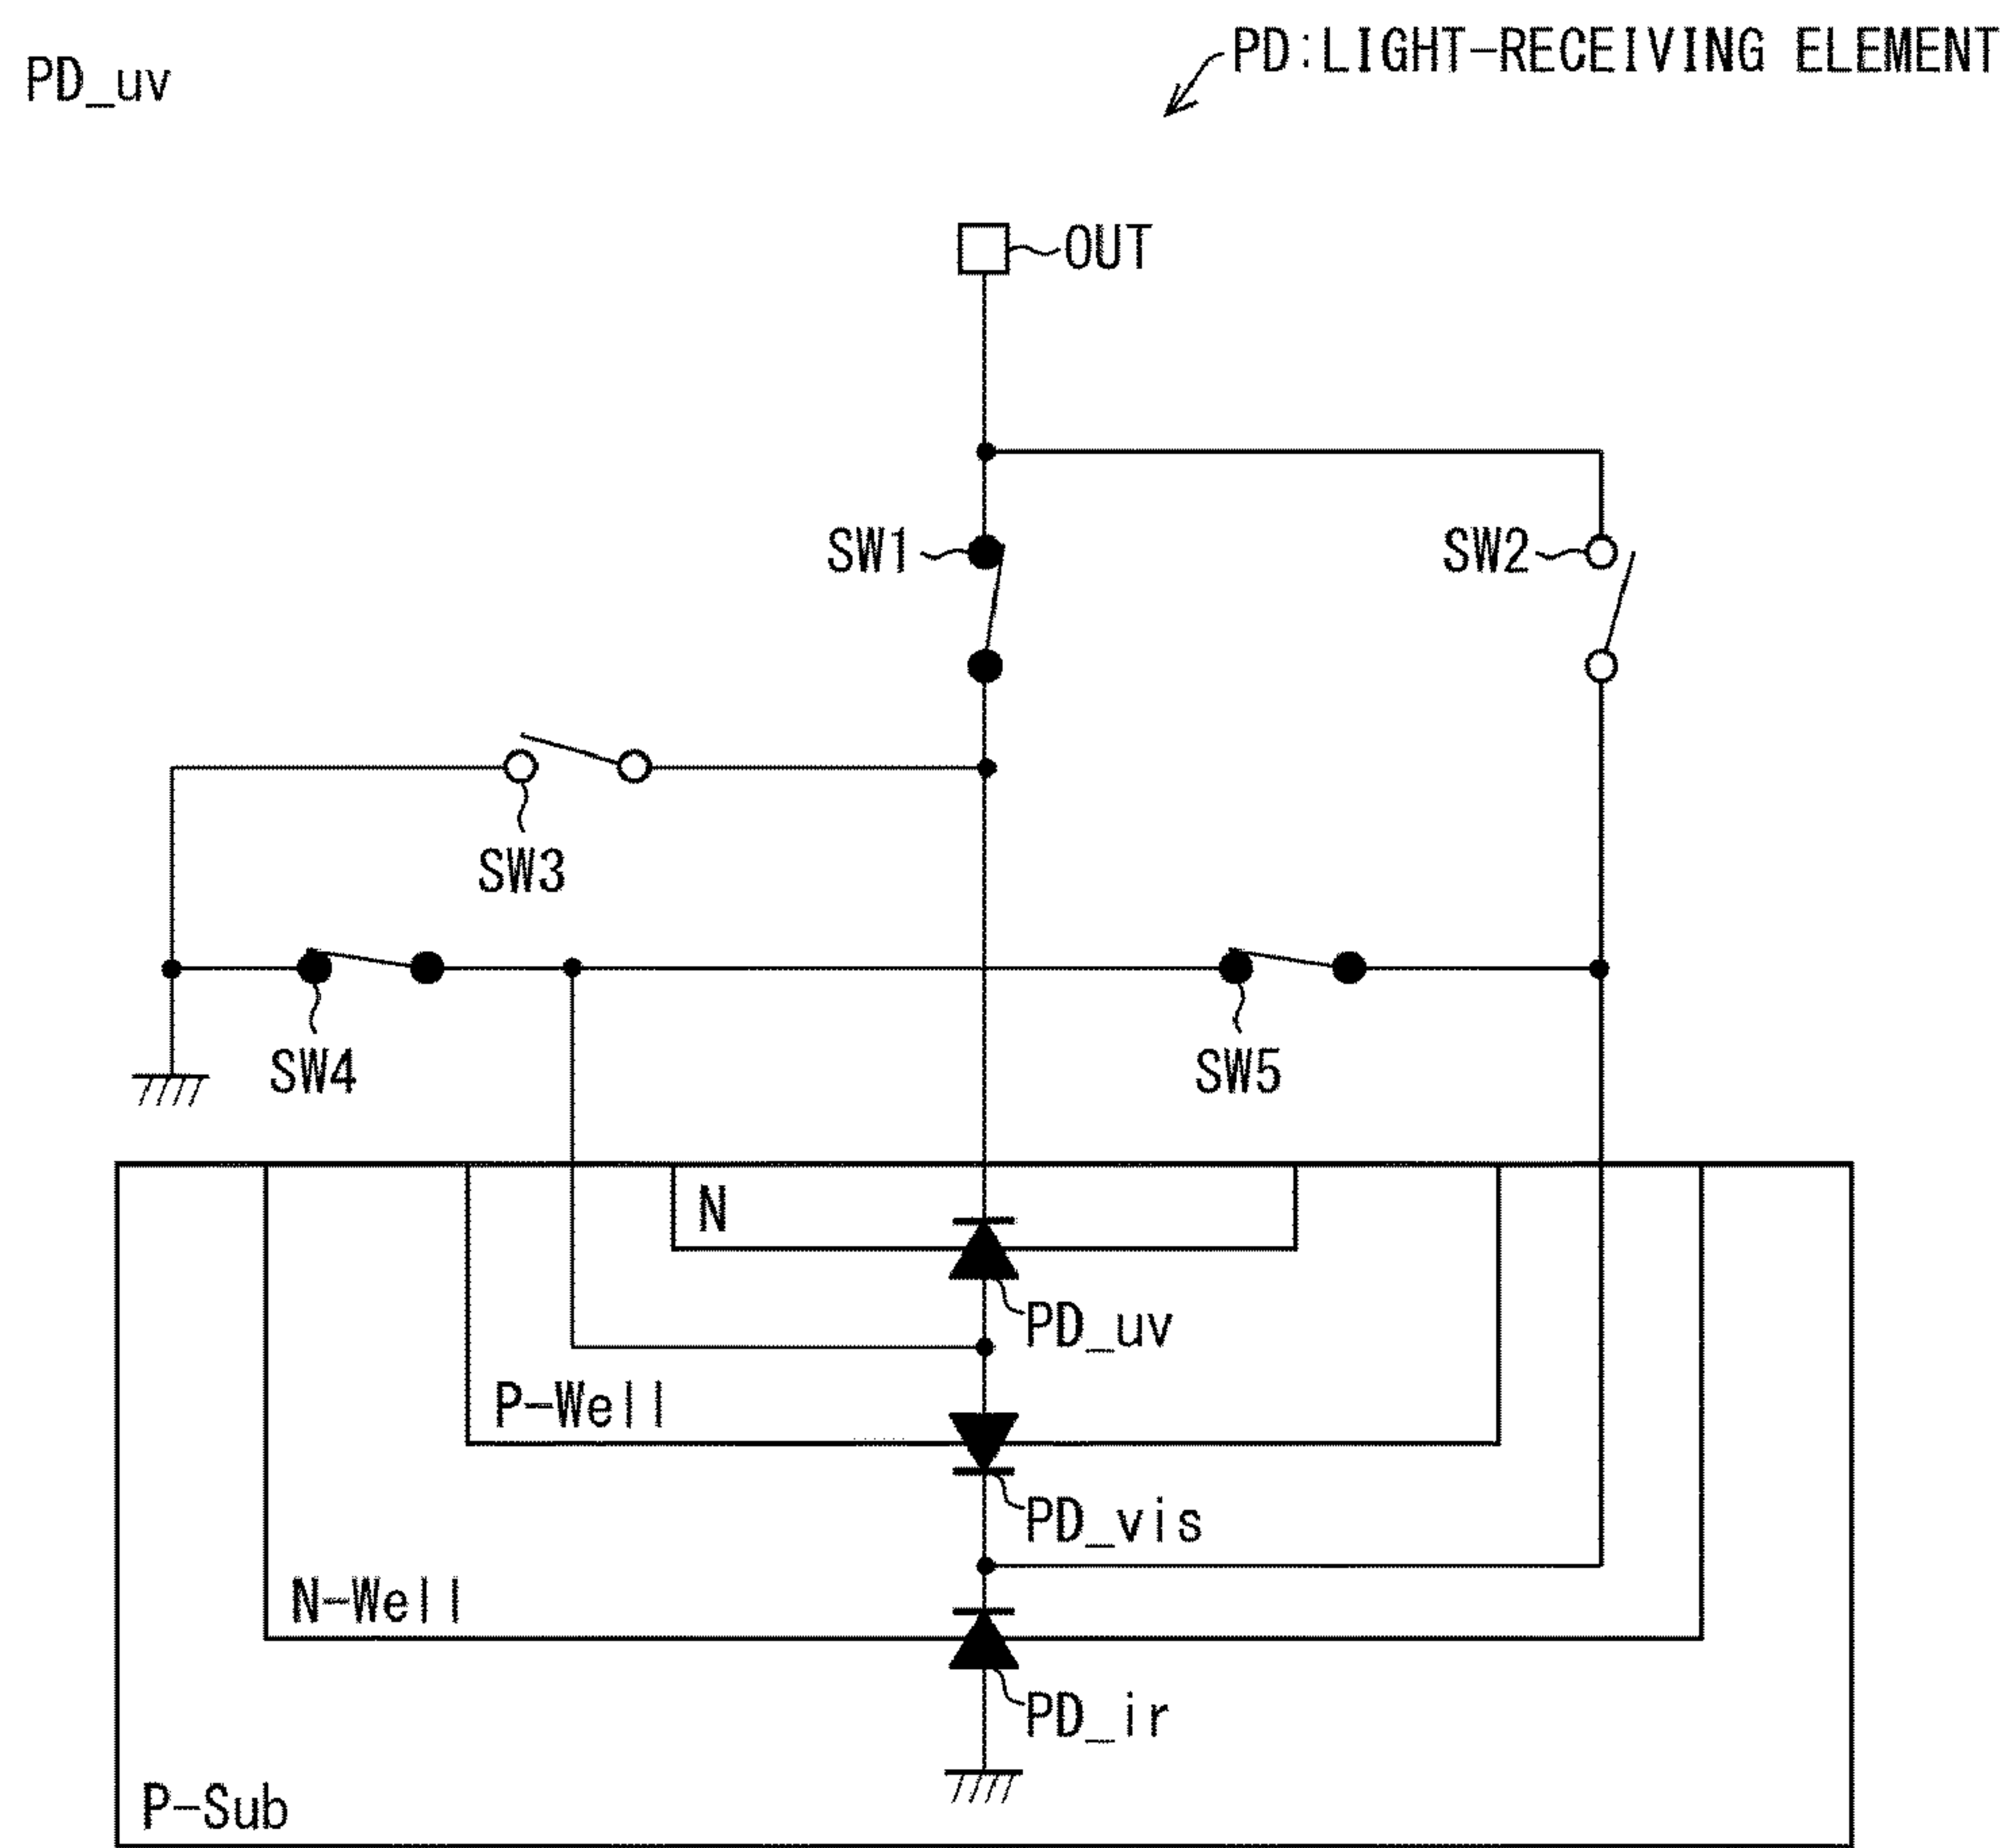 PD_uv
PD:LIGHT-RECEIVING ELEMENT
OUT
SW1
SW2
SW3
SW4
SW5
N
PD_uv
P-Well
PD_vis
N-Well
PD_ir
P-Sub